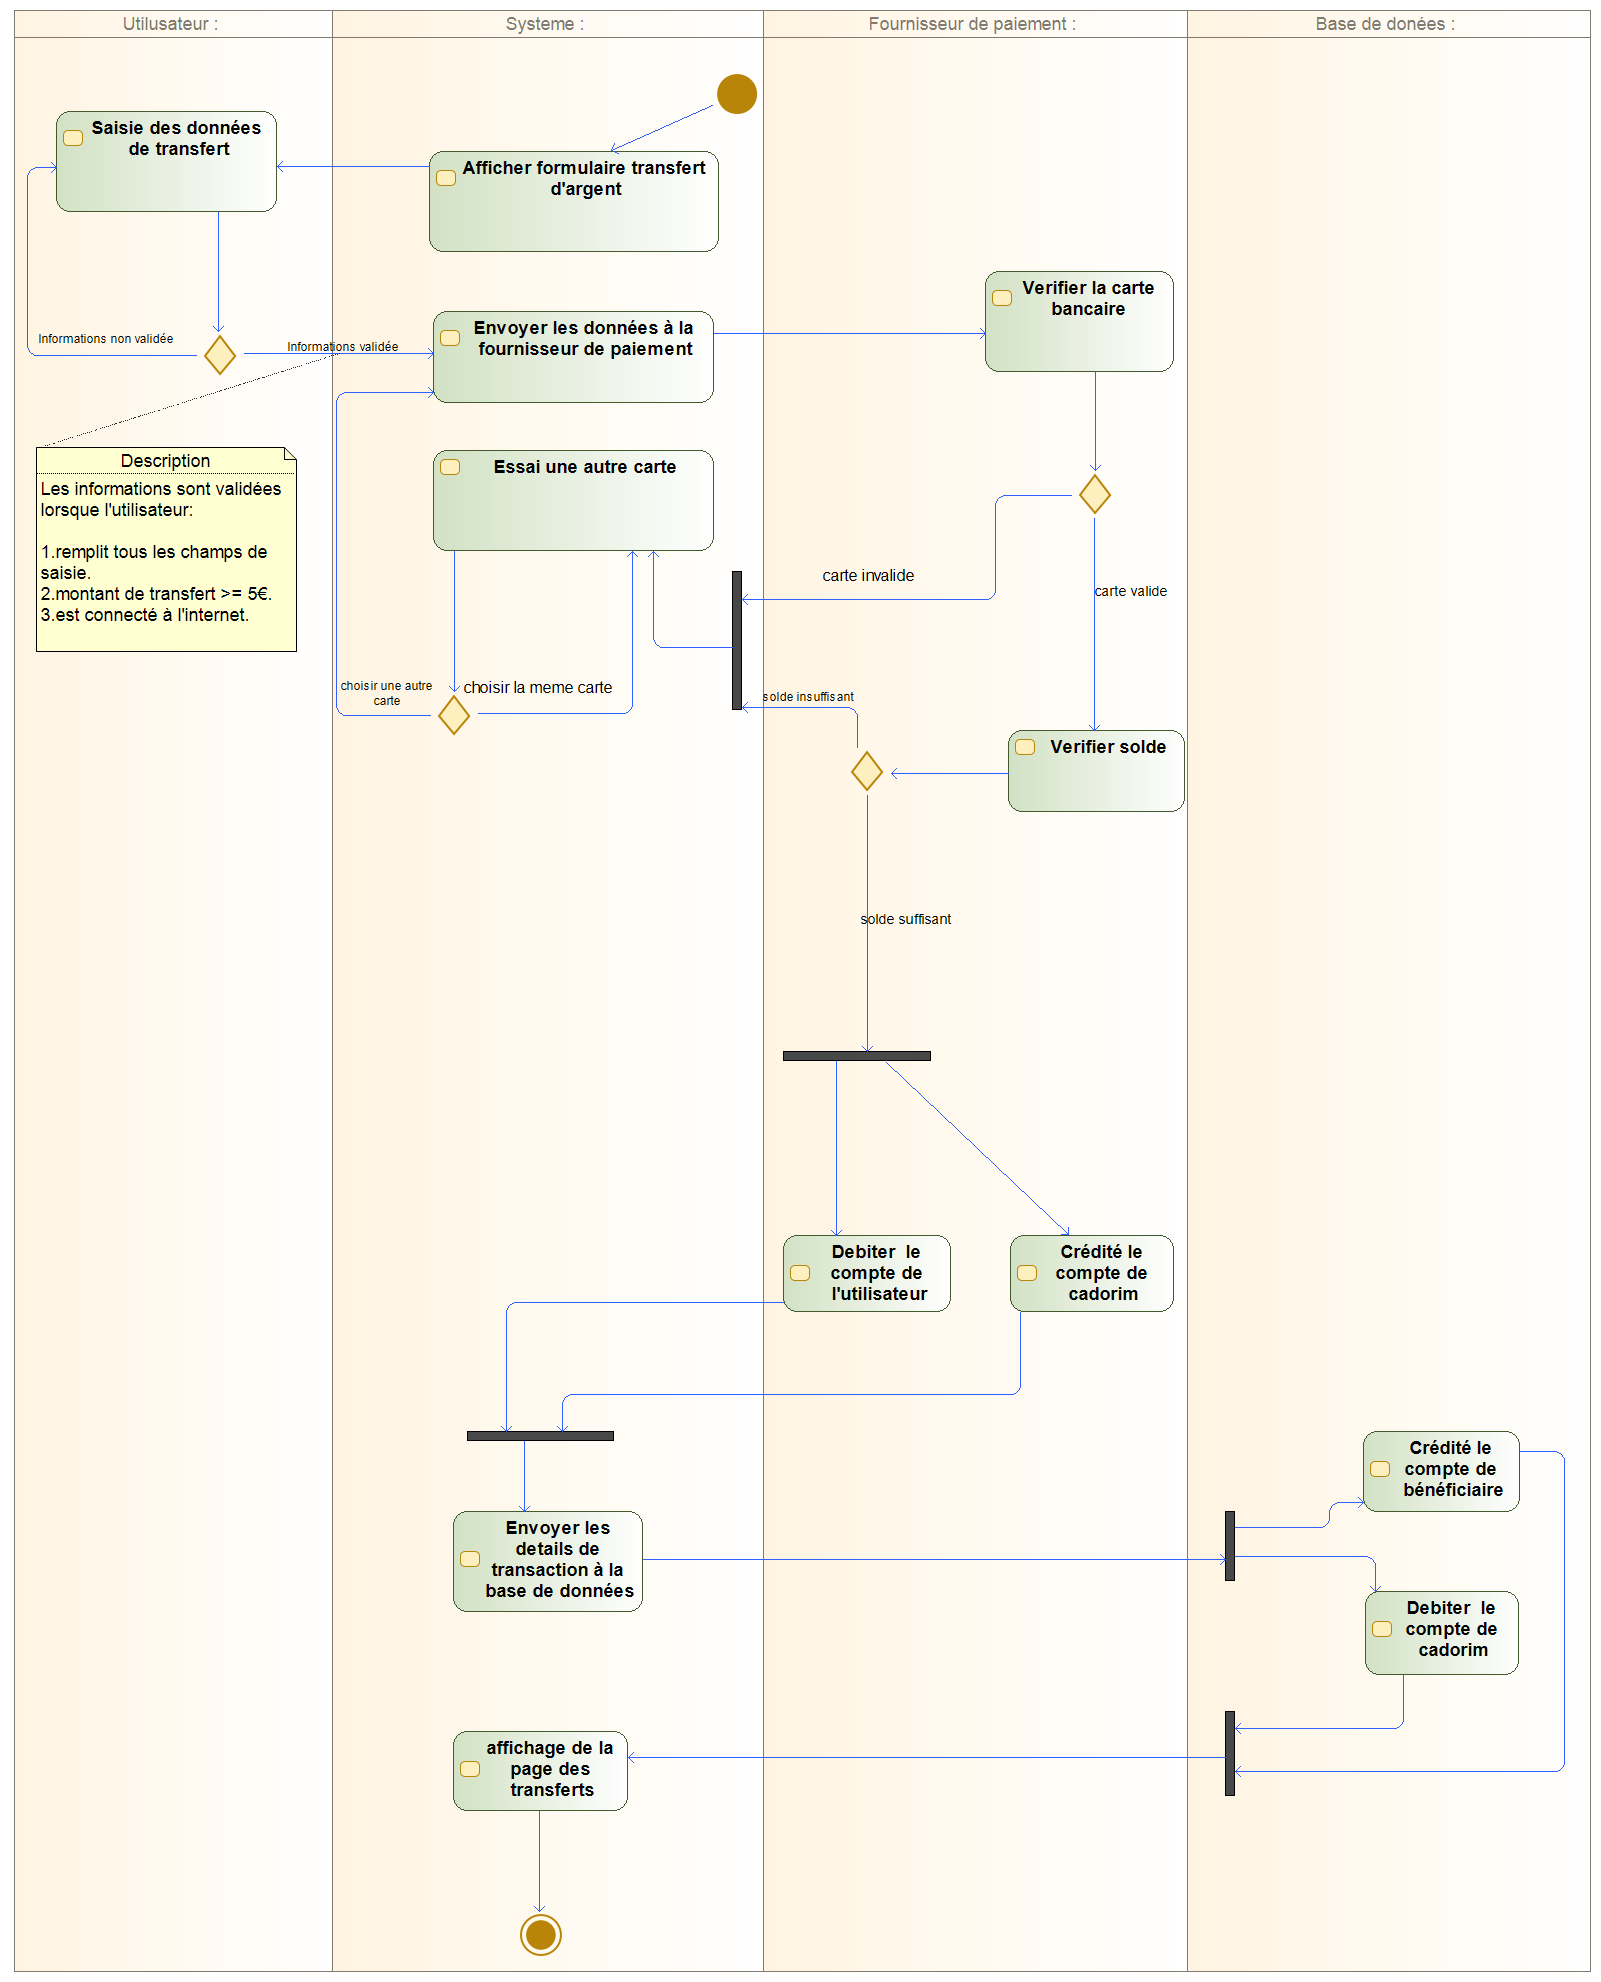 Utilusateur :
Systeme :
Fournisseur de paiement :
Base de donées :
Saisie des données
de transfert
Afficher formulaire transfert
d'argent
Verifier la carte
bancaire
Envoyer les données à la
fournisseur de paiement
Informations non validée
Informations validée
Description
Les informations sont validées
lorsque l'utilisateur:
1.remplit tous les champs de
saisie.
2.montant de transfert >= 5€.
3.est connecté à l'internet.
Essai une autre carte
carte invalide
carte valide
choisir une autre
carte
choisir la meme carte
solde insuffisant
Verifier solde
solde suffisant
Debiter le
compte de
l'utilisateur
Crédité le
compte de
cadorim
Crédité le
compte de
bénéficiaire
Envoyer les
details de
transaction à la
base de données
Debiter le
compte de
cadorim
affichage de la
page des
transferts